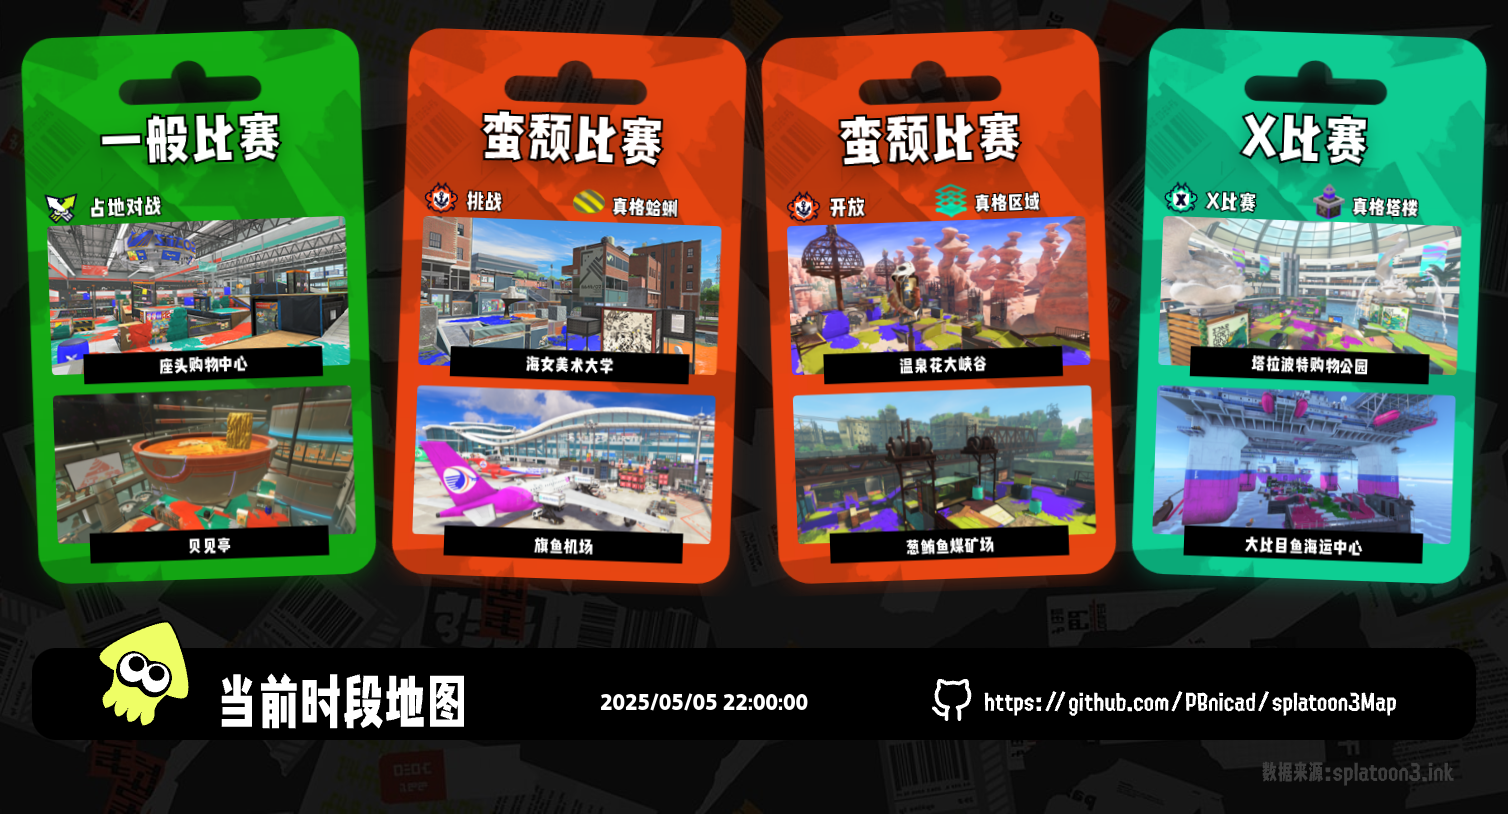 一般比赛
占地对战
座头购物中心
贝见亭
蛮颓比赛
挑战
真格蛤蜊
海女美术大学
旗鱼机场
蛮颓比赛
开放
真格区域
温泉花大峡谷
葱鲔鱼煤矿场
X比赛
X比赛
真格塔楼
塔拉波特购物公园
大比目鱼海运中心
当前时段地图
2025/05/05 22:00:00
https://github.com/PBnicad/splatoon3Map
数据来源:splatoon3.ink